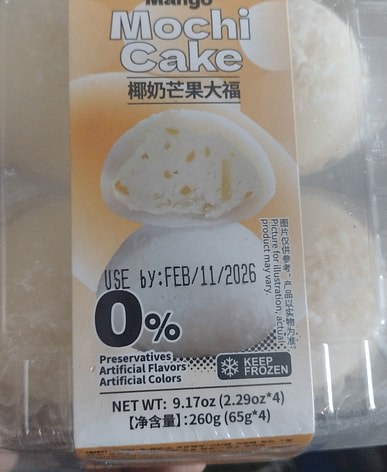 Mango
Mochi
Cake
椰奶芒果大福
图片仅供参考，产品以实物为准。
Picture for illustration, actual
product may vary.
USE by:FEB/11/2026
0%
Preservatives
Artificial Flavors
Artificial Colors
KEEP
FROZEN
NET WT: 9.17oz (2.29oz*4)
【净含量】:260g (65g*4)